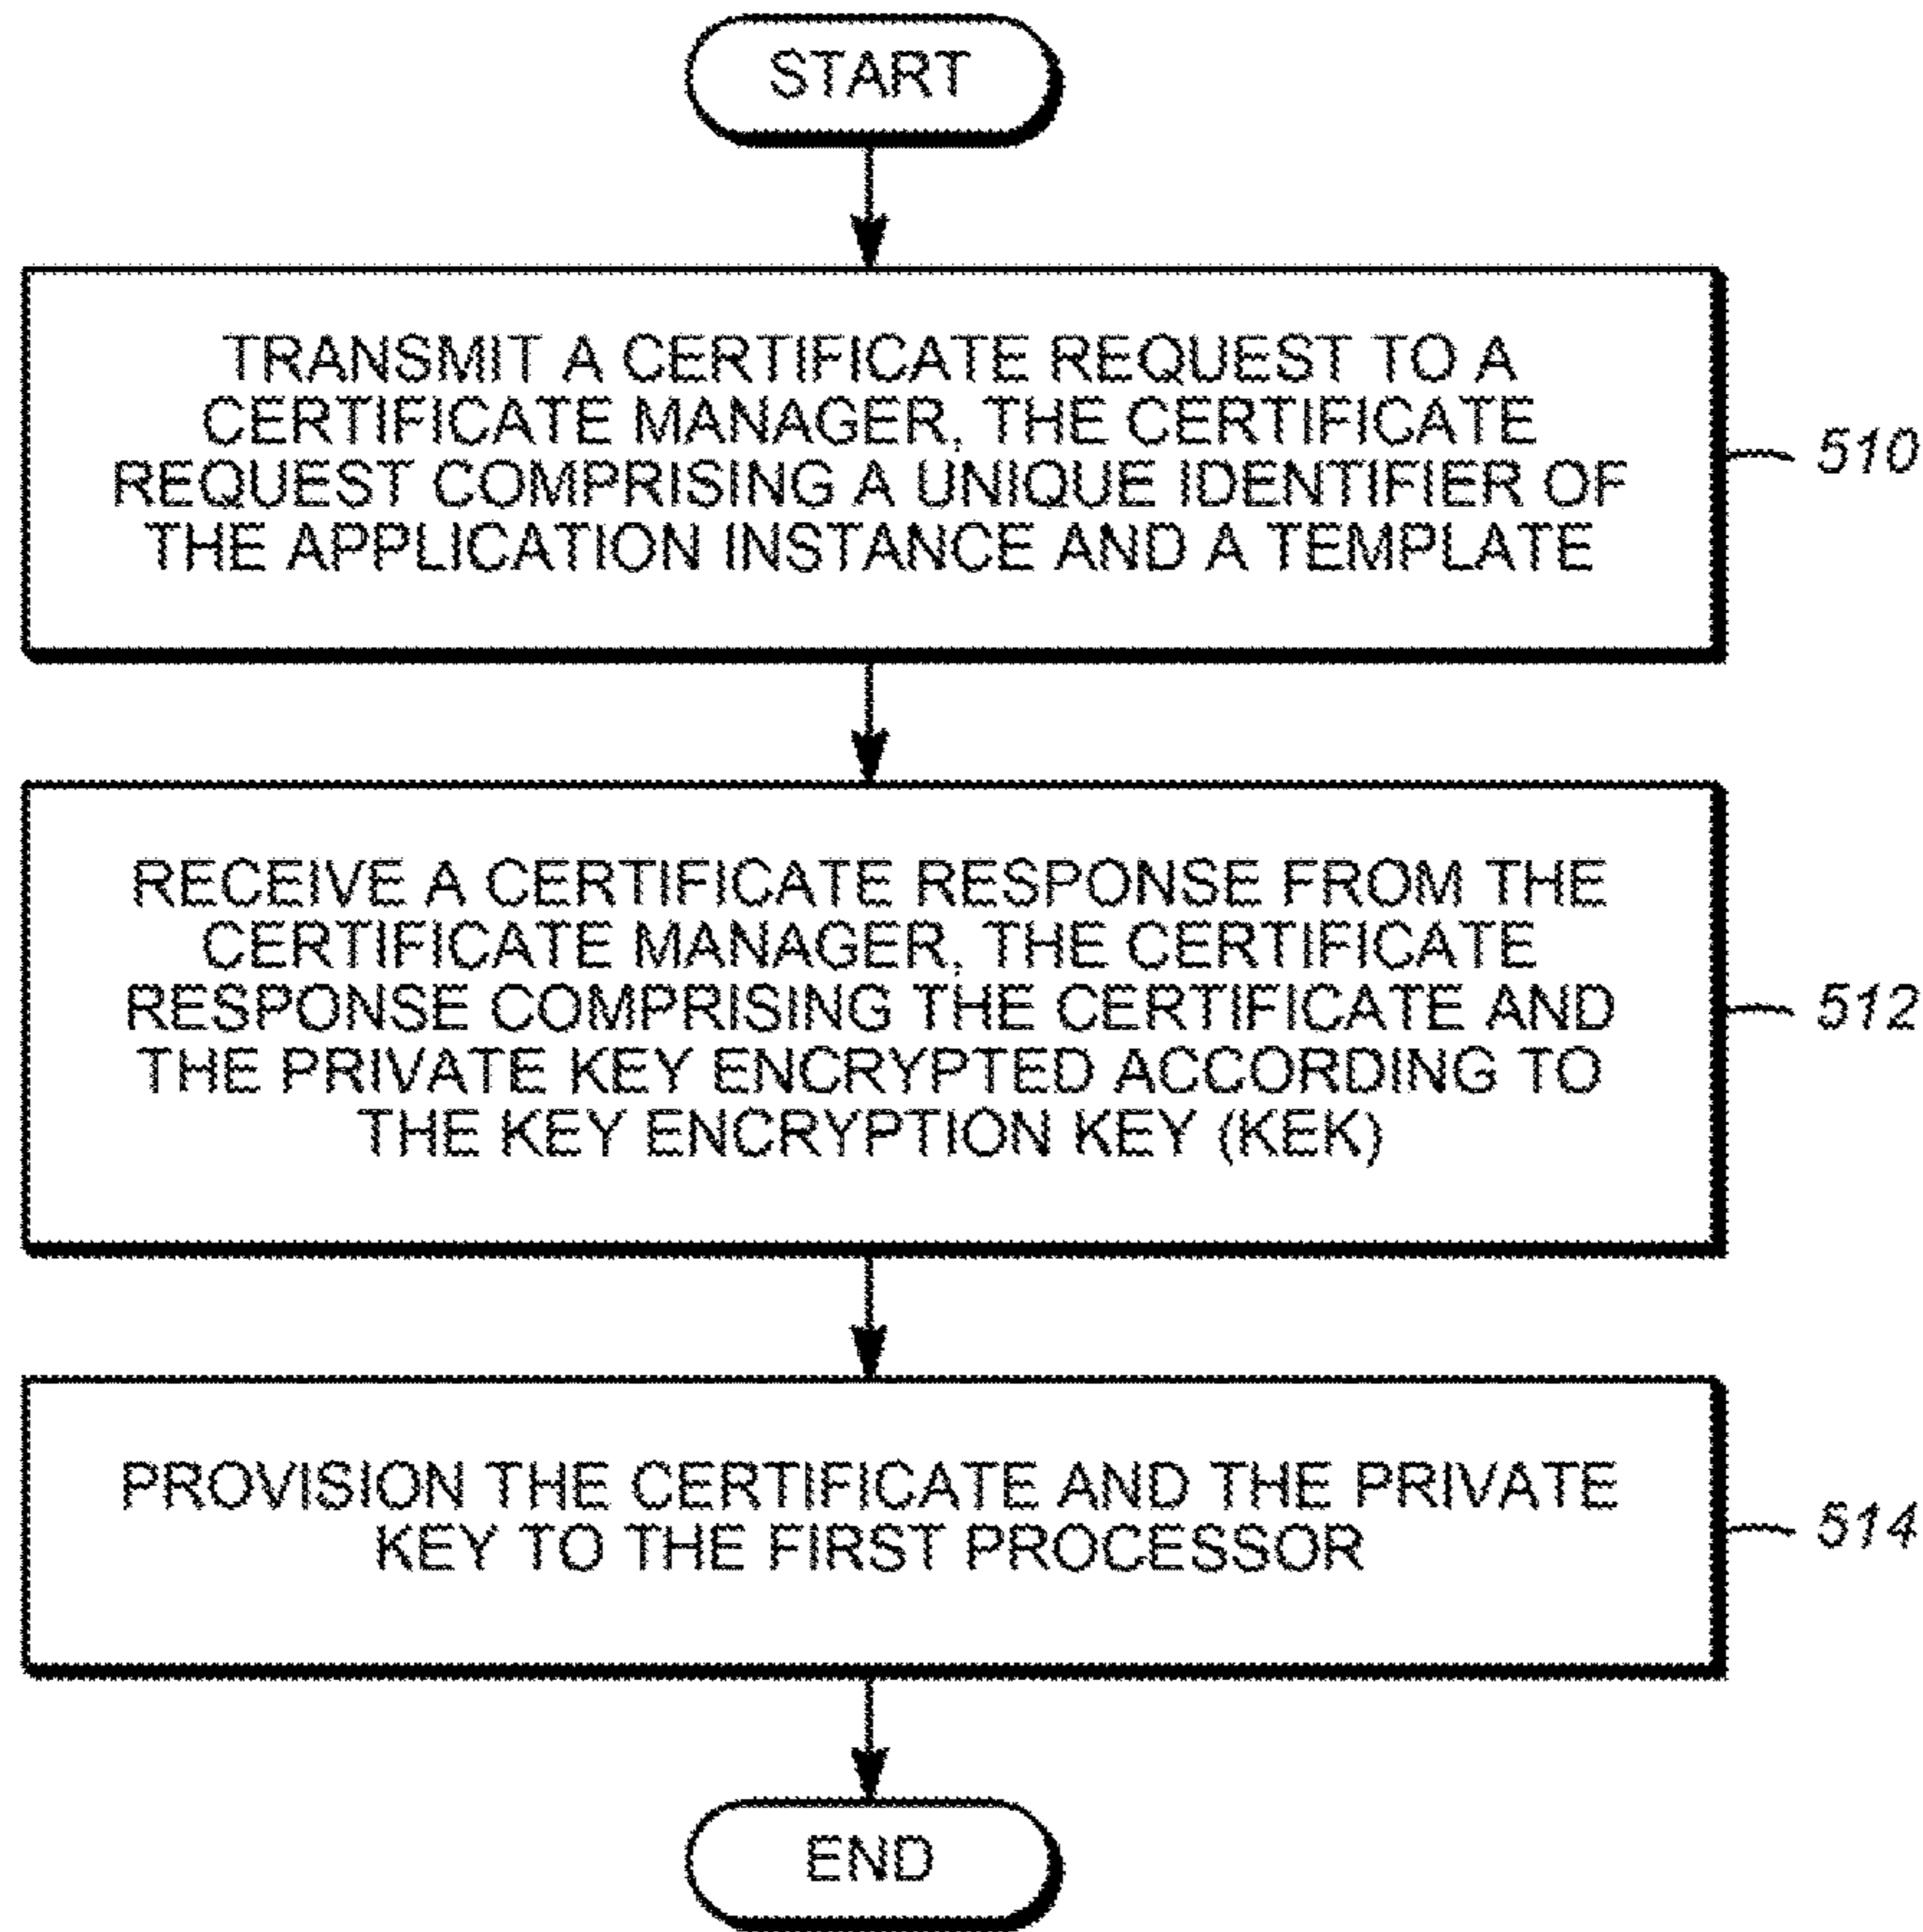 START
TRANSMIT A CERTIFICATE REQUEST TO A
CERTIFICATE MANAGER, THE CERTIFICATE
REQUEST COMPRISING A UNIQUE IDENTIFIER OF
THE APPLICATION INSTANCE AND A TEMPLATE
510
RECEIVE A CERTIFICATE RESPONSE FROM THE
CERTIFICATE MANAGER, THE CERTIFICATE
RESPONSE COMPRISING THE CERTIFICATE AND
THE PRIVATE KEY ENCRYPTED ACCORDING TO
THE KEY ENCRYPTION KEY (KEK)
512
PROVISION THE CERTIFICATE AND THE PRIVATE
KEY TO THE FIRST PROCESSOR
514
END